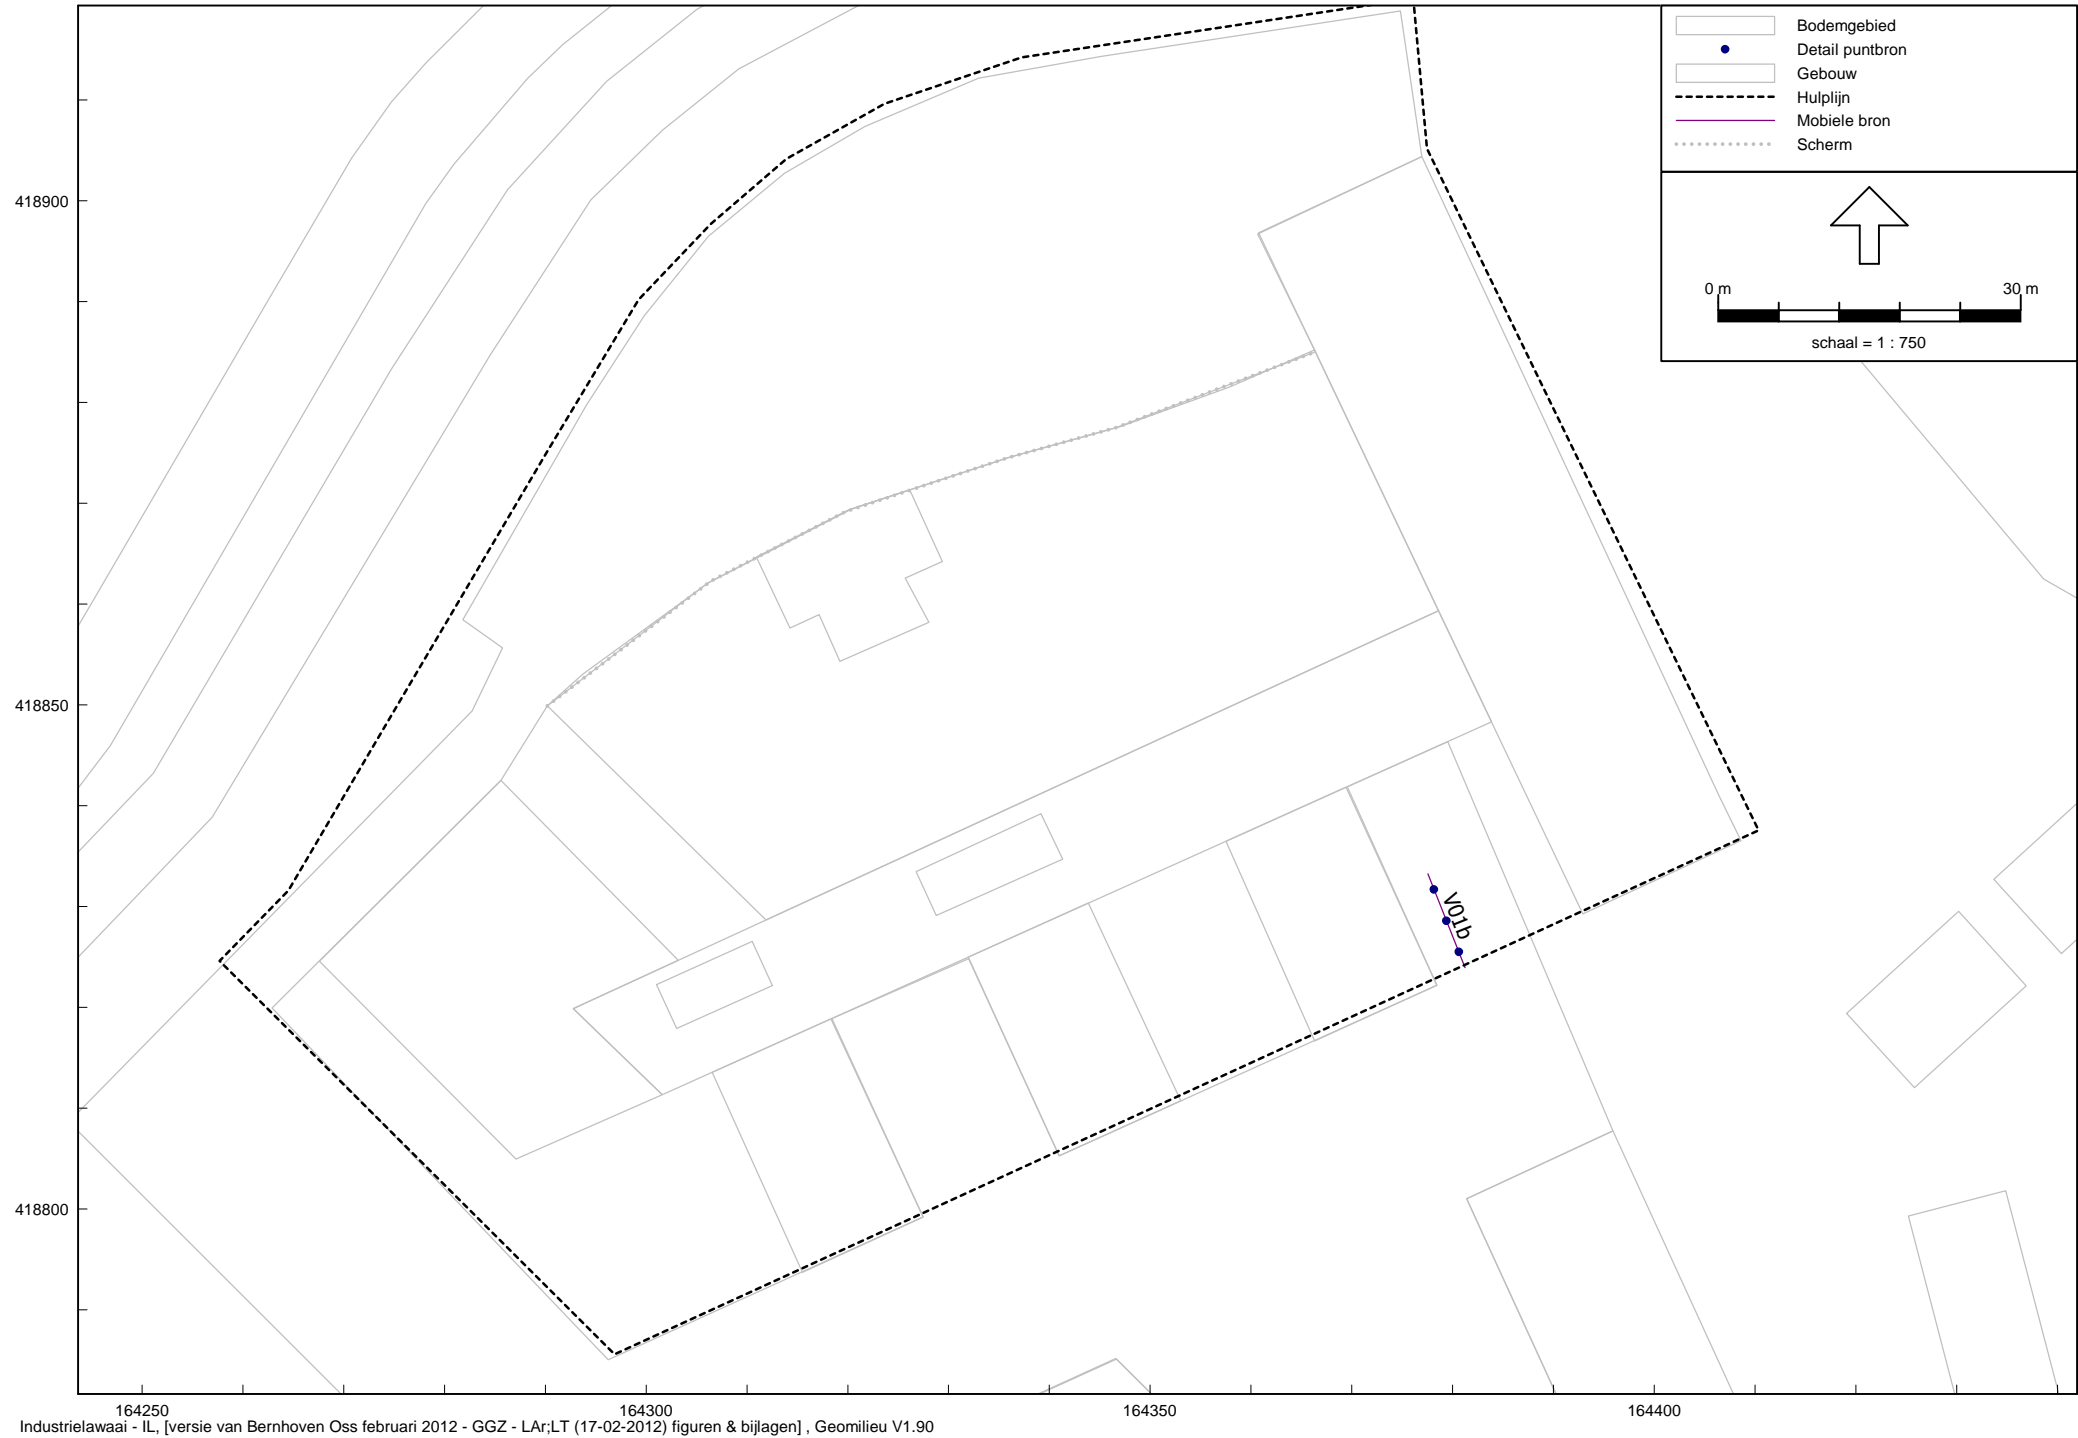 Bodemgebied
Detail puntbron
Gebouw
Hulplijn
Mobiele bron
Scherm
0 m
30 m
schaal = 1 : 750
418900
418850
418800
V01b
164250
164300
164350
164400
Industrielawaai - IL, [versie van Bernhoven Oss februari 2012 - GGZ - LAr;LT (17-02-2012) figuren & bijlagen] , Geomilieu V1.90